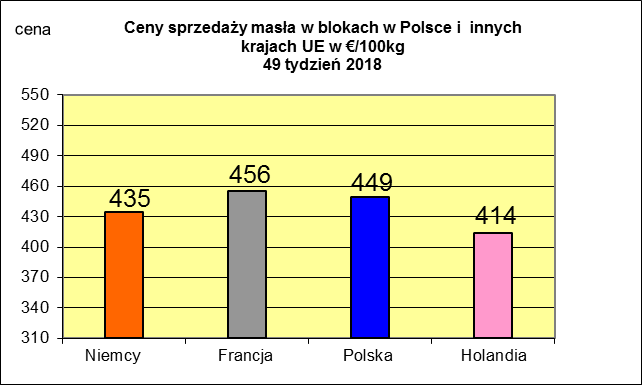 cena
Ceny sprzedaży masła w blokach w Polsce i  innych
krajach UE w €/100kg
49 tydzień 2018
550
520
490
460
430
400
370
340
310
435
456
449
414
Niemcy
Francja
Polska
Holandia